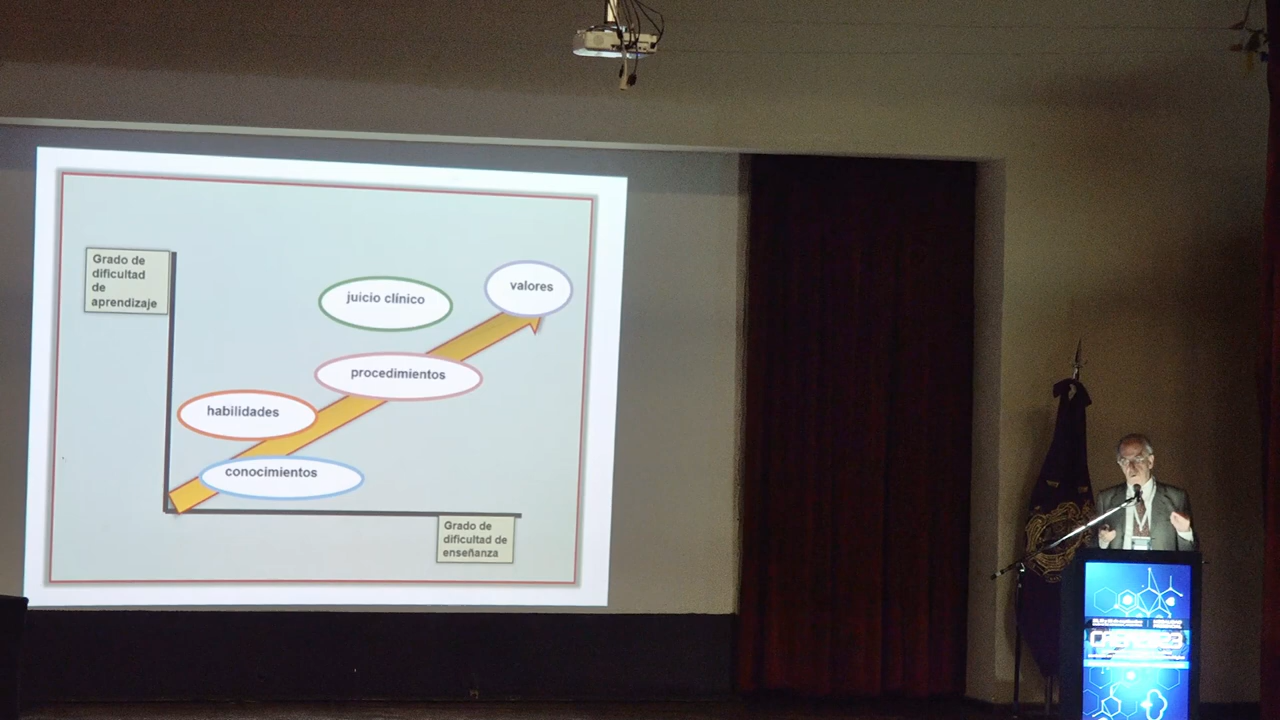 Grado de
dificultad
de
aprendizaje
juicio clínico
valores
procedimientos
habilidades
conocimientos
Grado de
dificultad de
enseñanza